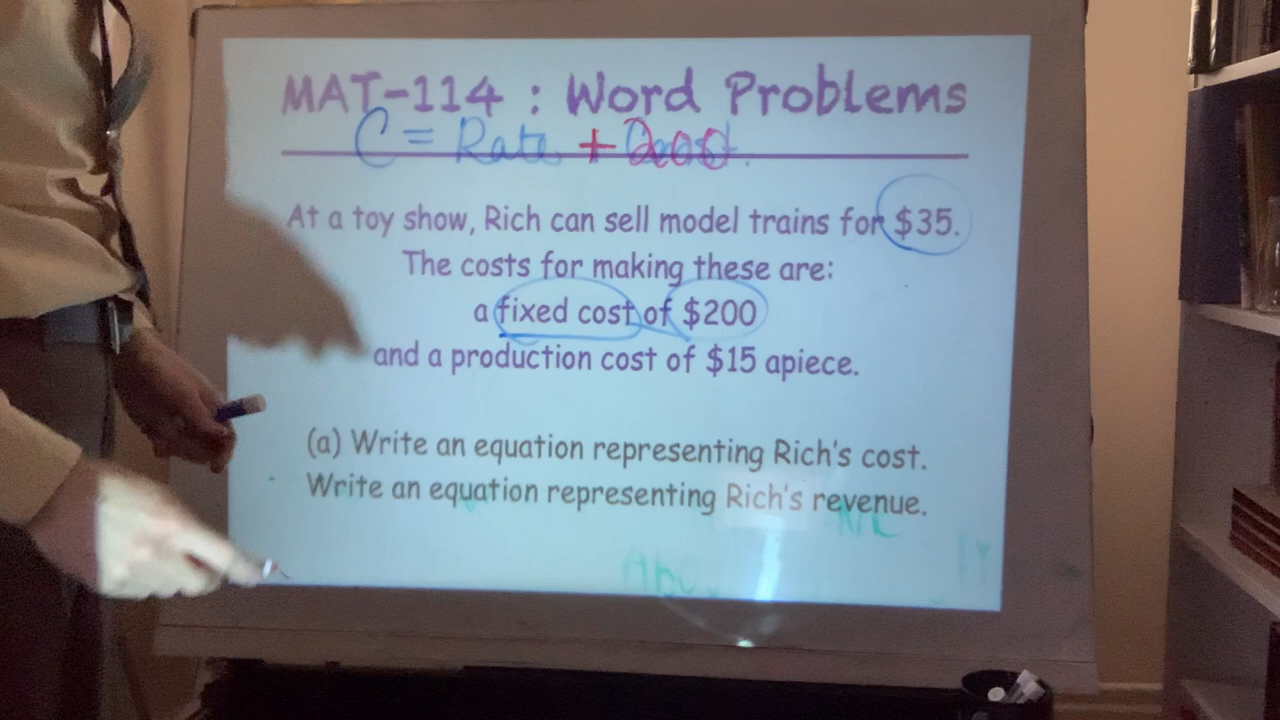 MAT-114 : Word Problems
C = Rate + 200
At a toy show, Rich can sell model trains for $35.
The costs for making these are:
a fixed cost of $200
and a production cost of $15 apiece.
(a) Write an equation representing Rich's cost.
Write an equation representing Rich's revenue.